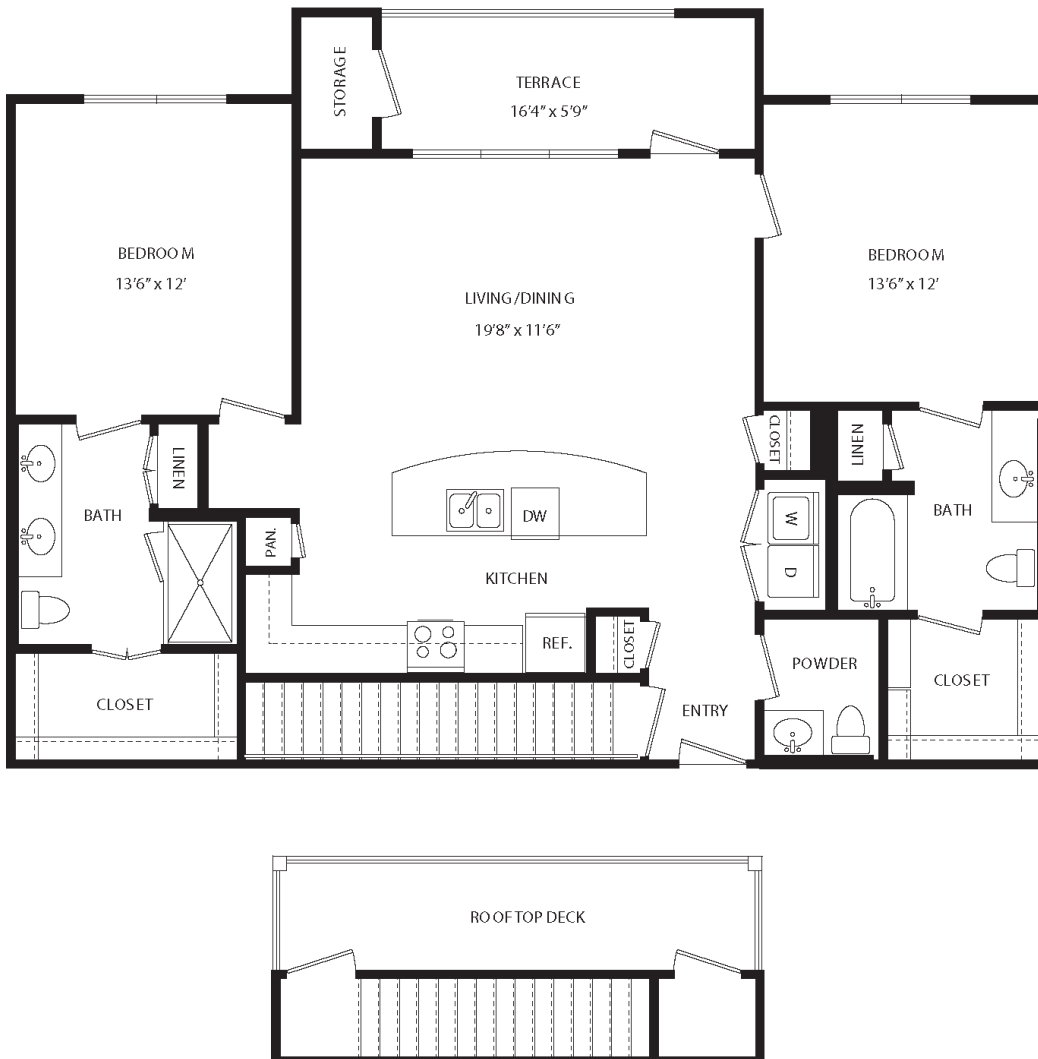 STORAGE
TERRACE
16'4" x 5'9"
BEDROOM
13'6" x 12'
LIVING/DINING
19'8" x 11'6"
BEDROOM
13'6" x 12'
LINEN
CLOSET
LINEN
BATH
DW
W
BATH
PAN.
KITCHEN
D
REF.
CLOSET
POWDER
CLOSET
CLOSET
ENTRY
ROOFTOP DECK